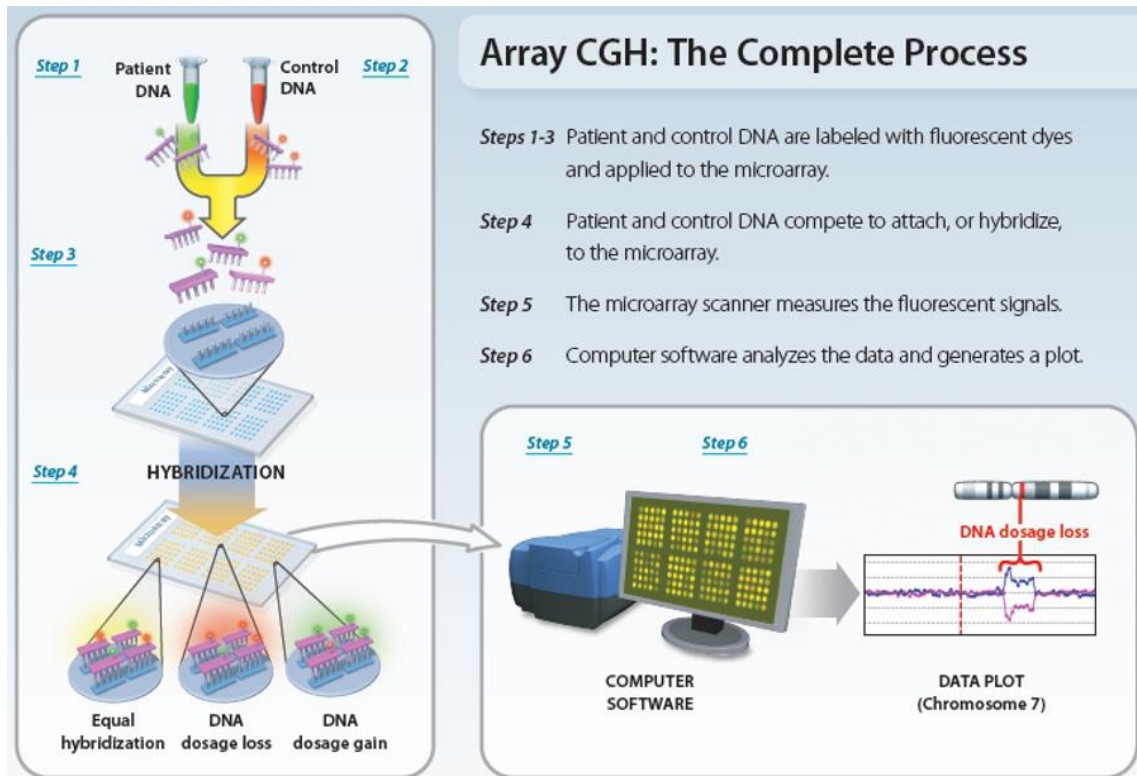 Array CGH: The Complete Process
Step 1
Patient
DNA
Control
DNA
Step 2
Step 3
Microarray
Step 4
HYBRIDIZATION
Microarray
Equal
hybridization
DNA
dosage loss
DNA
dosage gain
Steps 1-3 Patient and control DNA are labeled with fluorescent dyes
and applied to the microarray.
Step 4 Patient and control DNA compete to attach, or hybridize,
to the microarray.
Step 5 The microarray scanner measures the fluorescent signals.
Step 6 Computer software analyzes the data and generates a plot.
Step 5
Step 6
DNA dosage loss
COMPUTER
SOFTWARE
DATA PLOT
(Chromosome 7)